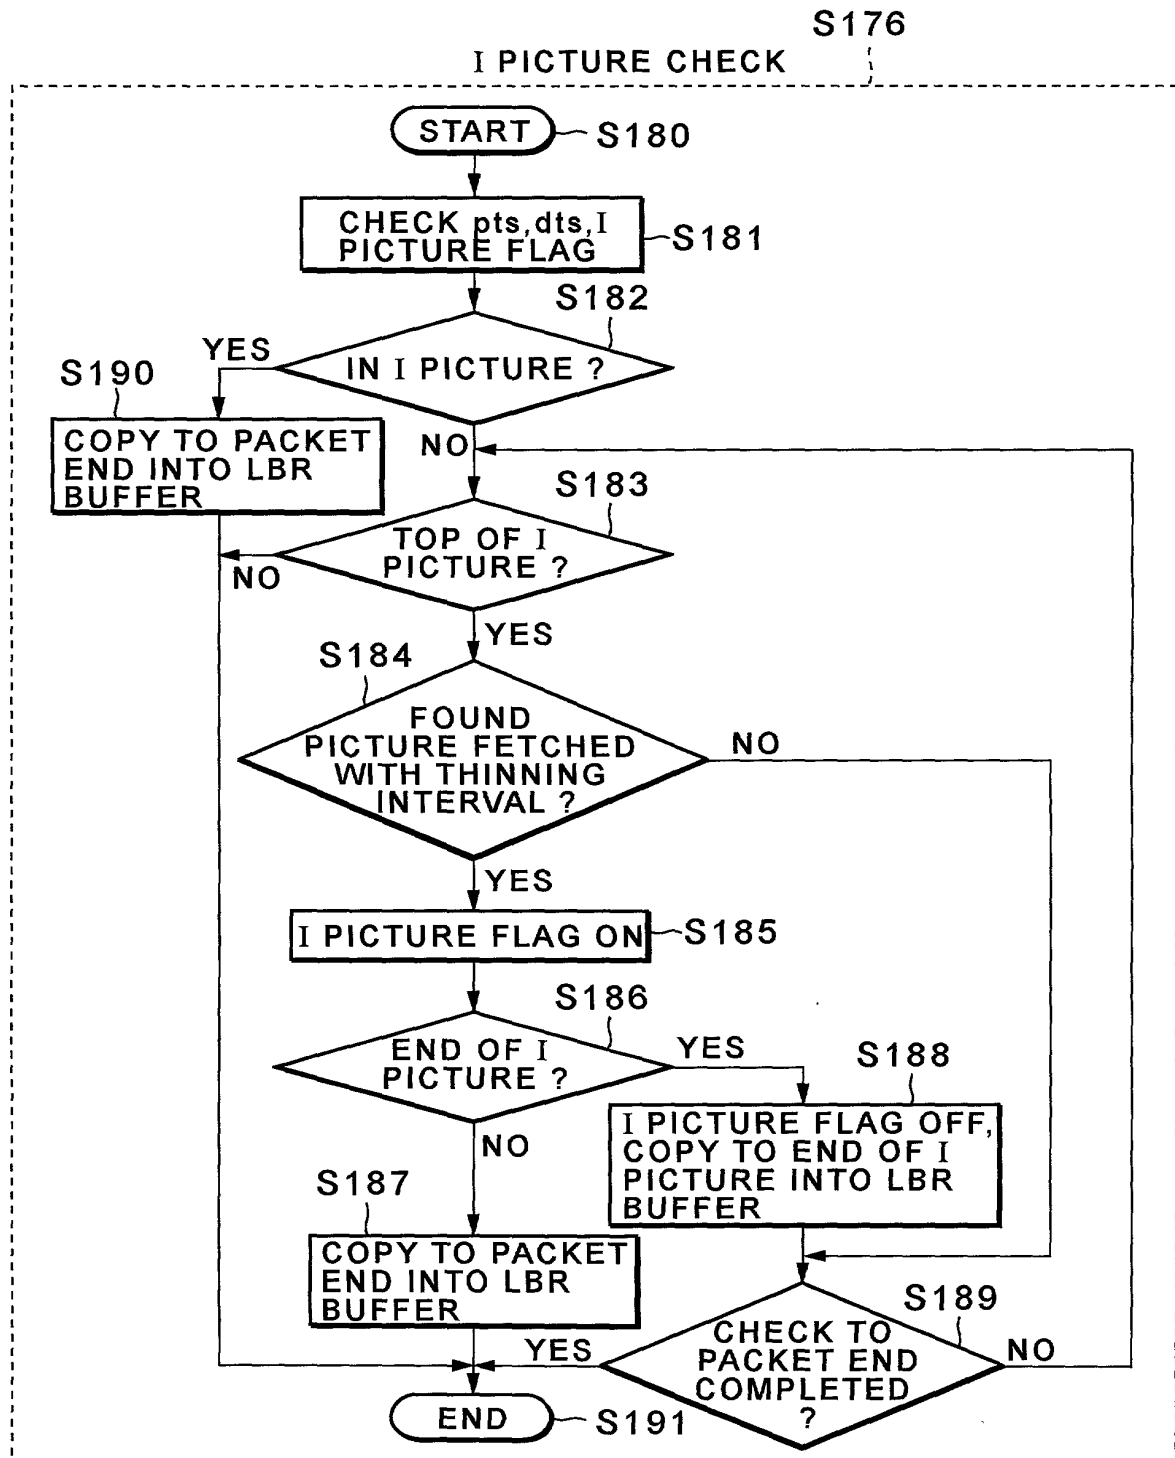 S176
I PICTURE CHECK
START
S180
CHECK pts,dts,I
PICTURE FLAG
S181
S182
IN I PICTURE ?
YES
S190
COPY TO PACKET
END INTO LBR
BUFFER
NO
S183
TOP OF I
PICTURE ?
NO
YES
S184
FOUND
PICTURE FETCHED
WITH THINNING
INTERVAL ?
NO
YES
I PICTURE FLAG ON
S185
S186
END OF I
PICTURE ?
YES
S188
I PICTURE FLAG OFF,
COPY TO END OF I
PICTURE INTO LBR
BUFFER
NO
S187
COPY TO PACKET
END INTO LBR
BUFFER
S189
CHECK TO
PACKET END
COMPLETED
?
YES
NO
END
S191